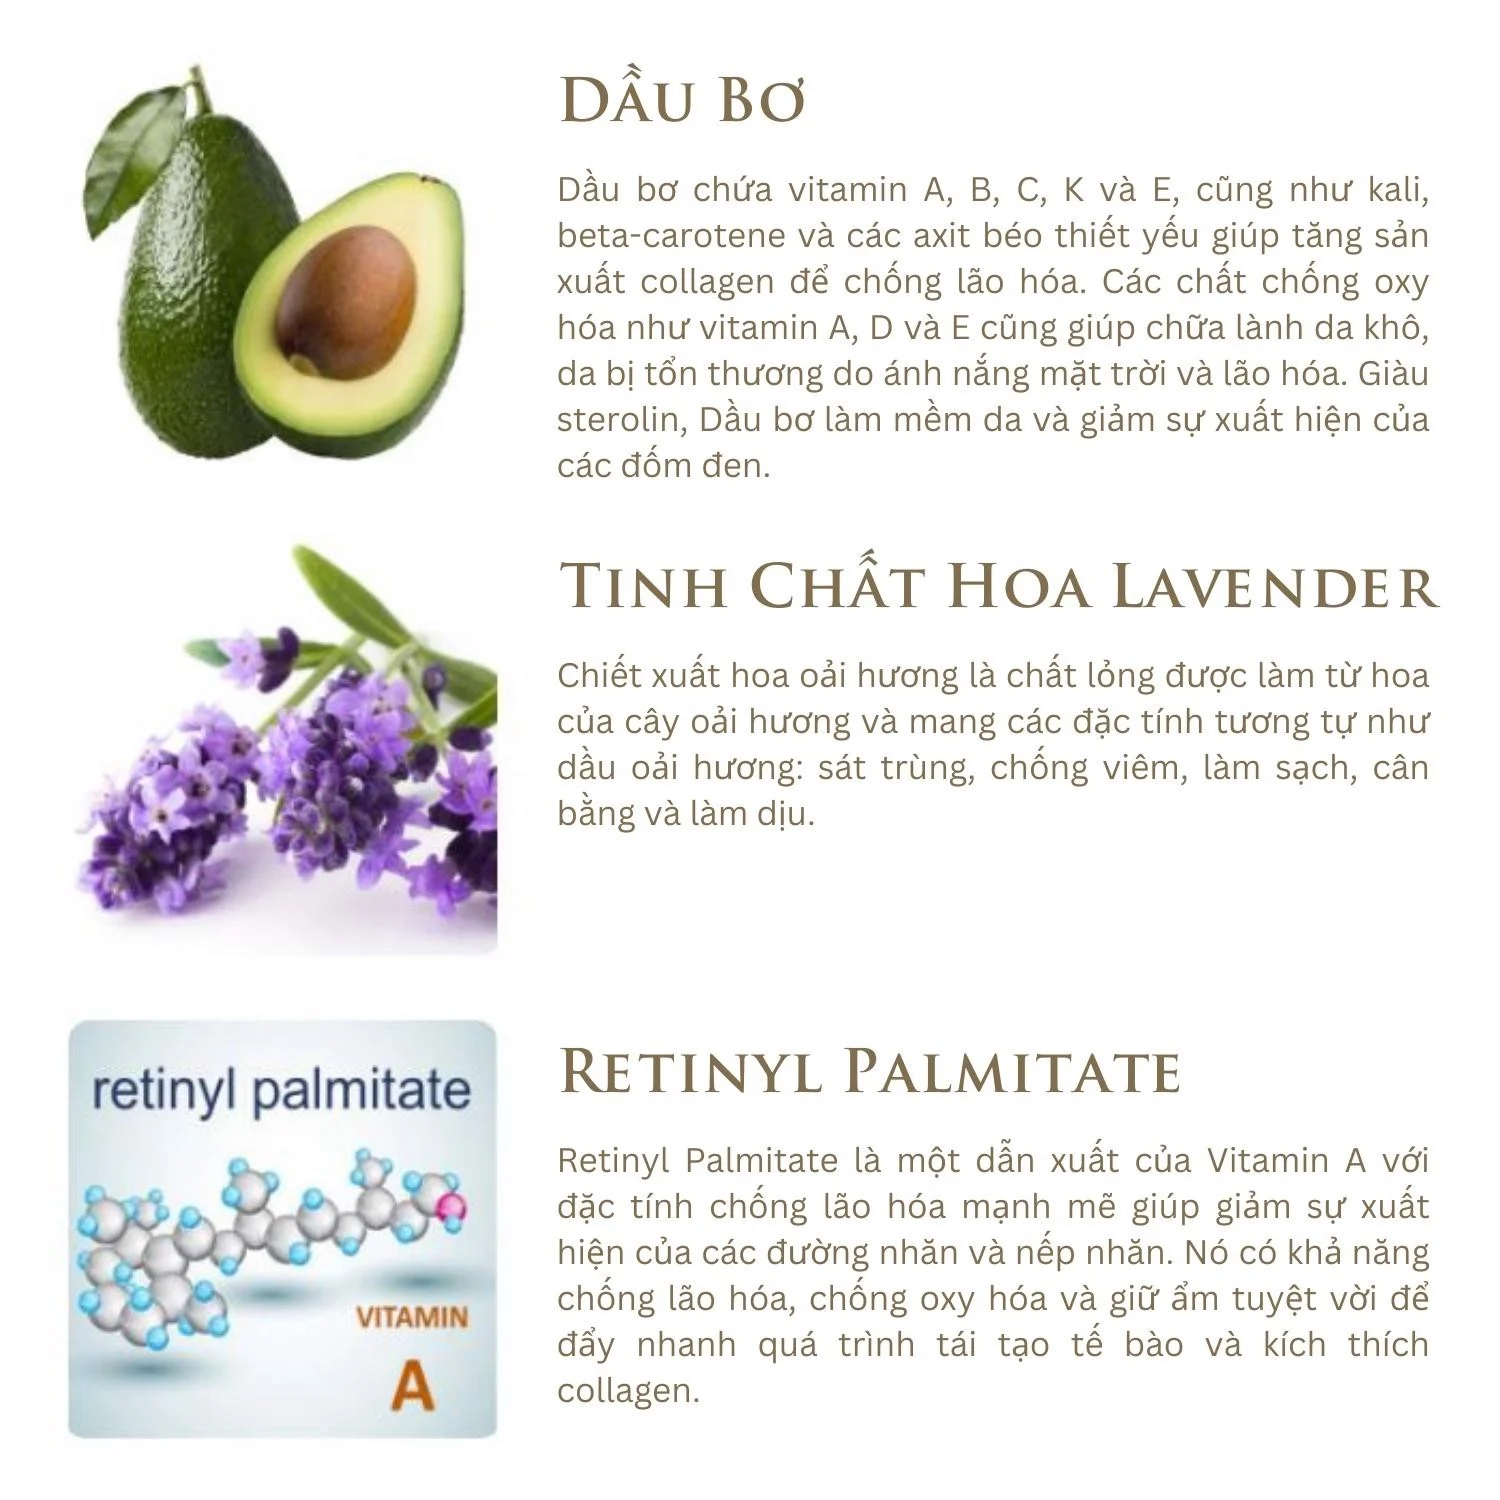 DẦU BƠ
Dầu bơ chứa vitamin A, B, C, K và E, cũng như kali,
beta-carotene và các axit béo thiết yếu giúp tăng sản
xuất collagen để chống lão hóa. Các chất chống oxy
hóa như vitamin A, D và E cũng giúp chữa lành da khô,
da bị tổn thương do ánh nắng mặt trời và lão hóa. Giàu
sterolin, Dầu bơ làm mềm da và giảm sự xuất hiện của
các đốm đen.
TINH CHẤT HOA LAVENDER
Chiết xuất hoa oải hương là chất lỏng được làm từ hoa
của cây oải hương và mang các đặc tính tương tự như
dầu oải hương: sát trùng, chống viêm, làm sạch, cân
bằng và làm dịu.
retinyl palmitate
VITAMIN
A
RETINYL PALMITATE
Retinyl Palmitate là một dẫn xuất của Vitamin A với
đặc tính chống lão hóa mạnh mẽ giúp giảm sự xuất
hiện của các đường nhăn và nếp nhăn. Nó có khả năng
chống lão hóa, chống oxy hóa và giữ ẩm tuyệt vời để
đẩy nhanh quá trình tái tạo tế bào và kích thích
collagen.